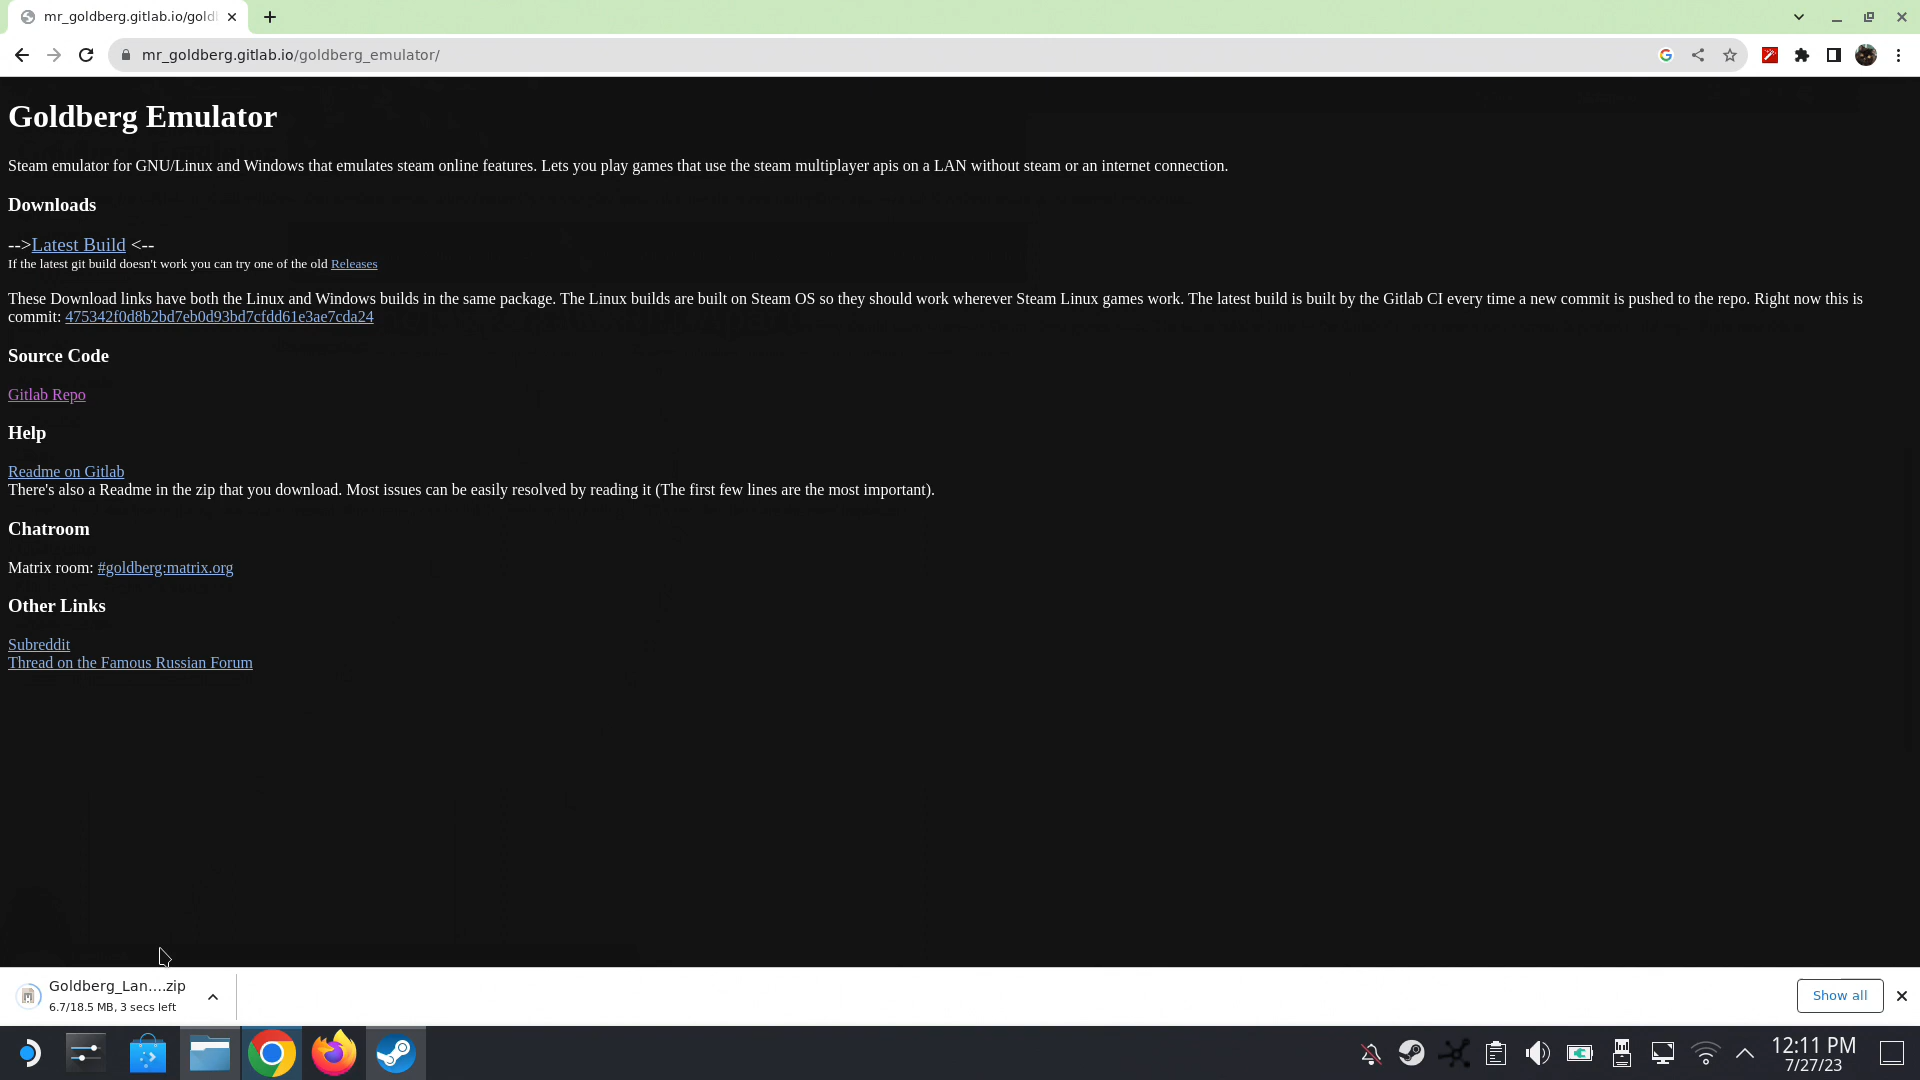 mr_goldberg.gitlab.io/gold
mr_goldberg.gitlab.io/goldberg_emulator/
Goldberg Emulator
Steam emulator for GNU/Linux and Windows that emulates steam online features. Lets you play games that use the steam multiplayer apis on a LAN without steam or an internet connection.
Downloads
-->Latest Build <--
If the latest git build doesn't work you can try one of the old Releases
These Download links have both the Linux and Windows builds in the same package. The Linux builds are built on Steam OS so they should work wherever Steam Linux games work. The latest build is built by the Gitlab CI every time a new commit is pushed to the repo. Right now this is
commit: 475342f0d8b2bd7eb0d93bd7cfdd61e3ae7cda24
Source Code
Gitlab Repo
Help
Readme on Gitlab
There's also a Readme in the zip that you download. Most issues can be easily resolved by reading it (The first few lines are the most important).
Chatroom
Matrix room: #goldberg:matrix.org
Other Links
Subreddit
Thread on the Famous Russian Forum
Goldberg_Lan....zip
6.7/18.5 MB, 3 secs left
Show all
12:11 PM
7/27/23